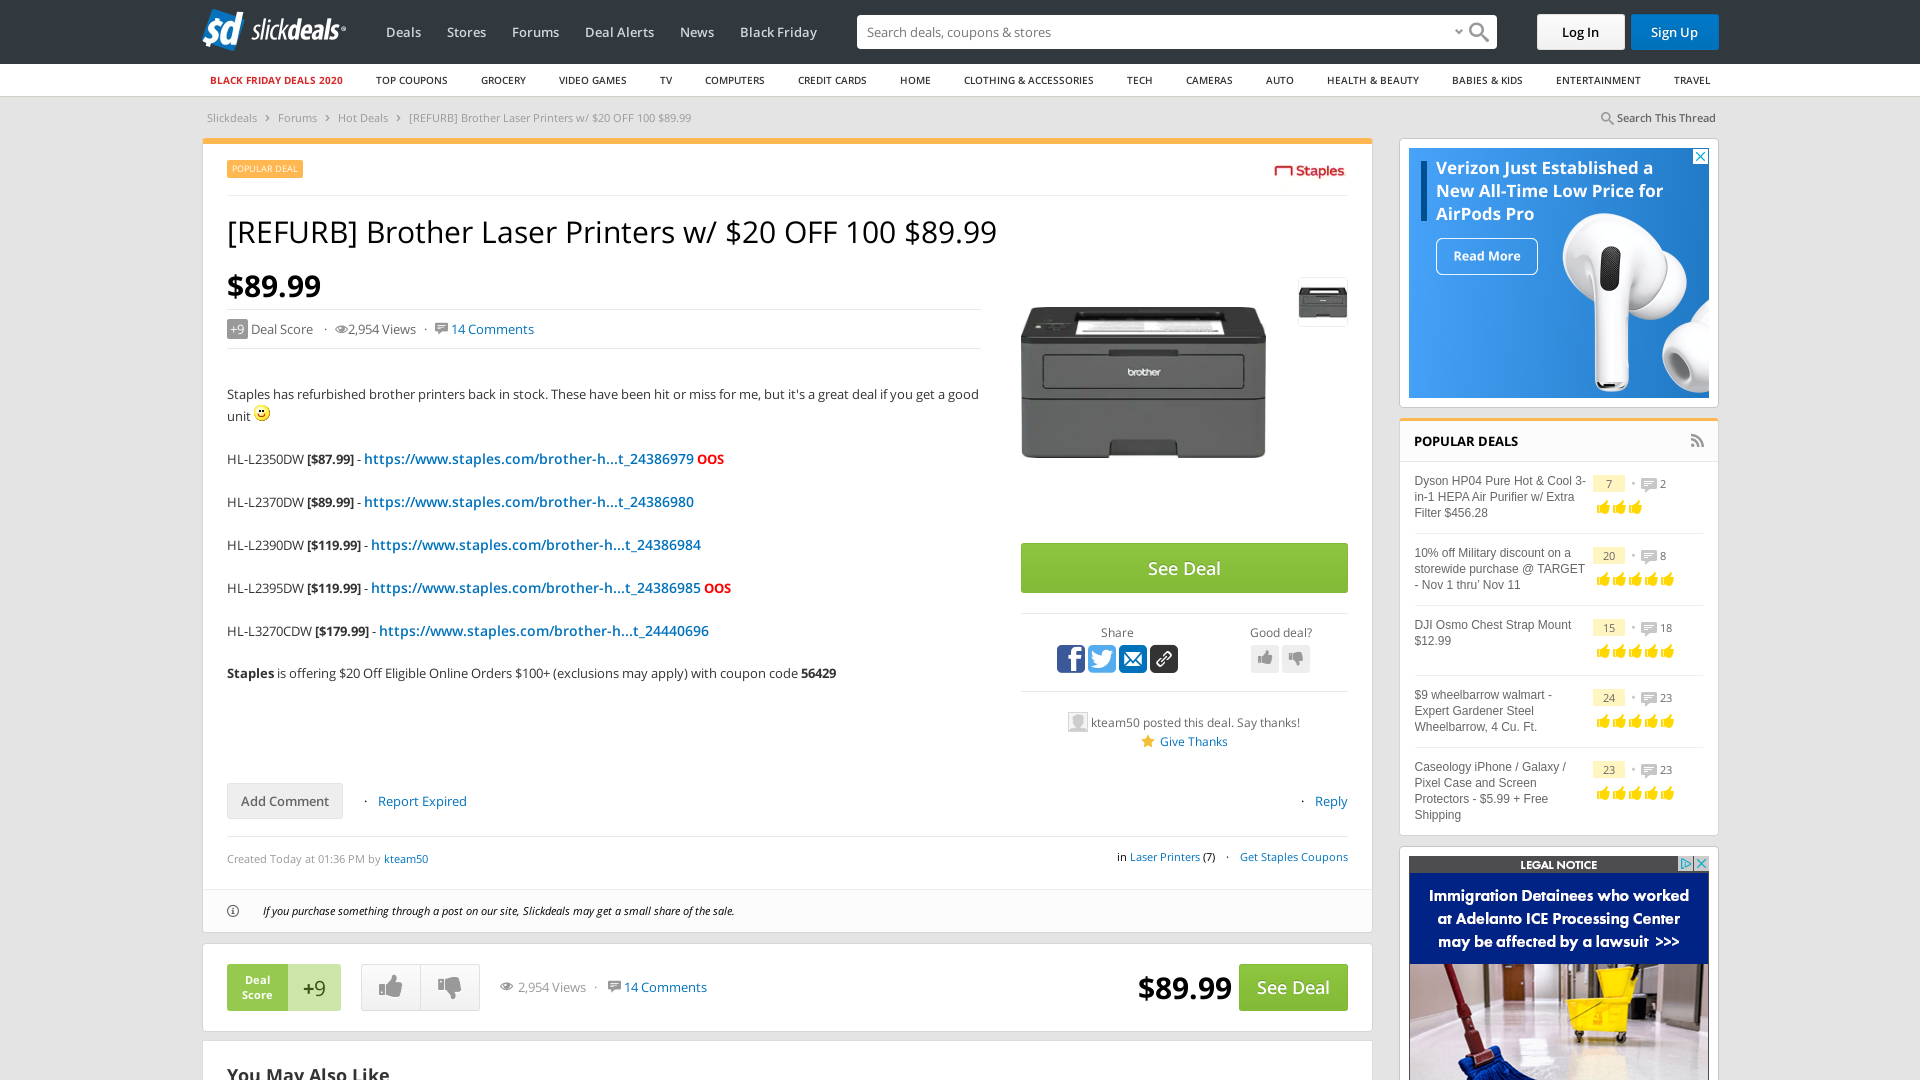 sd slickdeals
Deals Stores Forums Deal Alerts News Black Friday
Search deals, coupons & stores
Log In
Sign Up
BLACK FRIDAY DEALS 2020 TOP COUPONS GROCERY VIDEO GAMES TV COMPUTERS CREDIT CARDS HOME CLOTHING & ACCESSORIES TECH CAMERAS AUTO HEALTH & BEAUTY BABIES & KIDS ENTERTAINMENT TRAVEL
Slickdeals › Forums › Hot Deals › [REFURB] Brother Laser Printers w/ $20 OFF 100 $89.99
Search This Thread
POPULAR DEAL
Staples
[REFURB] Brother Laser Printers w/ $20 OFF 100 $89.99
$89.99
+9 Deal Score · 2,954 Views · 14 Comments
Staples has refurbished brother printers back in stock. These have been hit or miss for me, but it's a great deal if you get a good
unit
HL-L2350DW [$87.99] - https://www.staples.com/brother-h...t_24386979 OOS
HL-L2370DW [$89.99] - https://www.staples.com/brother-h...t_24386980
HL-L2390DW [$119.99] - https://www.staples.com/brother-h...t_24386984
HL-L2395DW [$119.99] - https://www.staples.com/brother-h...t_24386985 OOS
HL-L3270CDW [$179.99] - https://www.staples.com/brother-h...t_24440696
Staples is offering $20 Off Eligible Online Orders $100+ (exclusions may apply) with coupon code 56429
brother
See Deal
Share
Good deal?
kteam50 posted this deal. Say thanks!
Give Thanks
Add Comment · Report Expired
· Reply
Created Today at 01:36 PM by kteam50
in Laser Printers (7) · Get Staples Coupons
If you purchase something through a post on our site, Slickdeals may get a small share of the sale.
Deal
Score
+9
2,954 Views · 14 Comments
$89.99
See Deal
You May Also Like
Verizon Just Established a
New All-Time Low Price for
AirPods Pro
Read More
POPULAR DEALS
Dyson HP04 Pure Hot & Cool 3-
in-1 HEPA Air Purifier w/ Extra
Filter $456.28
7 · 2
10% off Military discount on a
storewide purchase @ TARGET
- Nov 1 thru' Nov 11
20 · 8
DJI Osmo Chest Strap Mount
$12.99
15 · 18
$9 wheelbarrow walmart -
Expert Gardener Steel
Wheelbarrow, 4 Cu. Ft.
24 · 23
Caseology iPhone / Galaxy /
Pixel Case and Screen
Protectors - $5.99 + Free
Shipping
23 · 23
LEGAL NOTICE
Immigration Detainees who worked
at Adelanto ICE Processing Center
may be affected by a lawsuit >>>